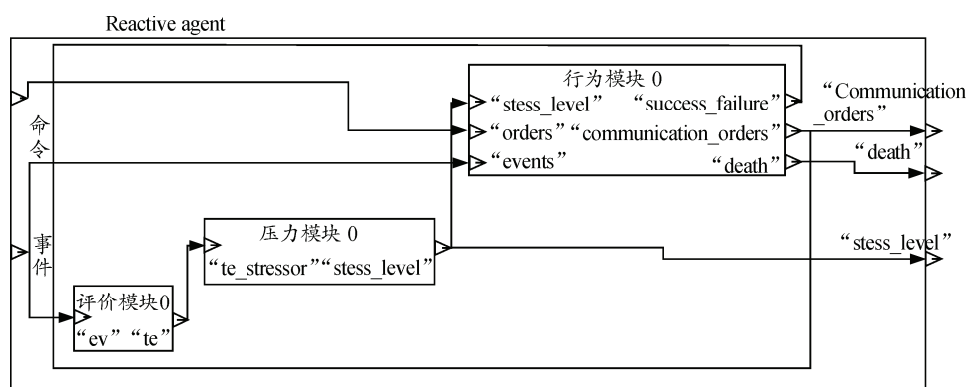 Reactive agent
行为模块 0
“stess_level” “success_failure”
“orders” “communication_orders”
“events”
“death”
“Communication
_orders”
“death”
命令
压力模块 0
“te_stressor” “stess_level”
“stess_level”
事件
评价模块0
“ev” “te”